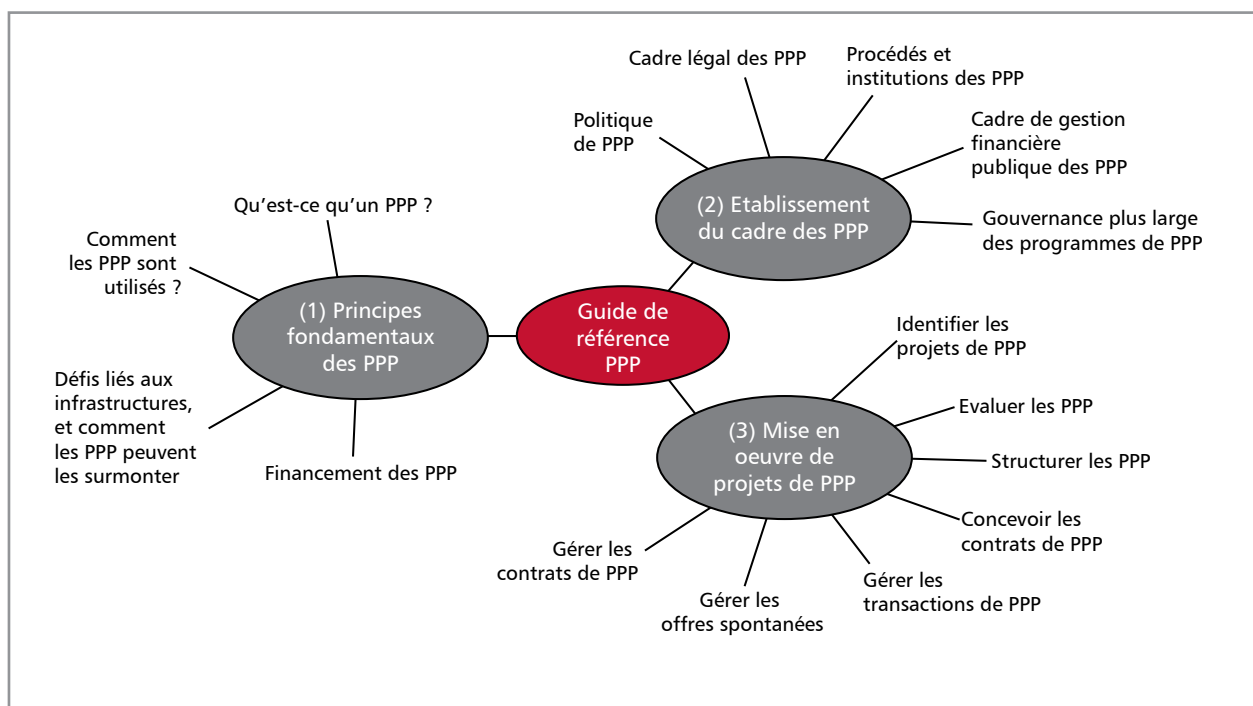 Guide de
référence
PPP
(1) Principes
fondamentaux
des PPP
Qu'est-ce qu'un PPP ?
Comment
les PPP sont
utilisés ?
Défis liés aux
infrastructures,
et comment
les PPP peuvent
les surmonter
Financement des PPP
(2) Etablissement
du cadre des PPP
Politique
de PPP
Cadre légal des PPP
Procédés et
institutions des PPP
Cadre de gestion
financière
publique des PPP
Gouvernance plus large
des programmes de PPP
(3) Mise en
oeuvre de
projets de PPP
Identifier les
projets de PPP
Evaluer les PPP
Structurer les PPP
Concevoir les
contrats de PPP
Gérer les
transactions de PPP
Gérer les
offres spontanées
Gérer les
contrats de PPP